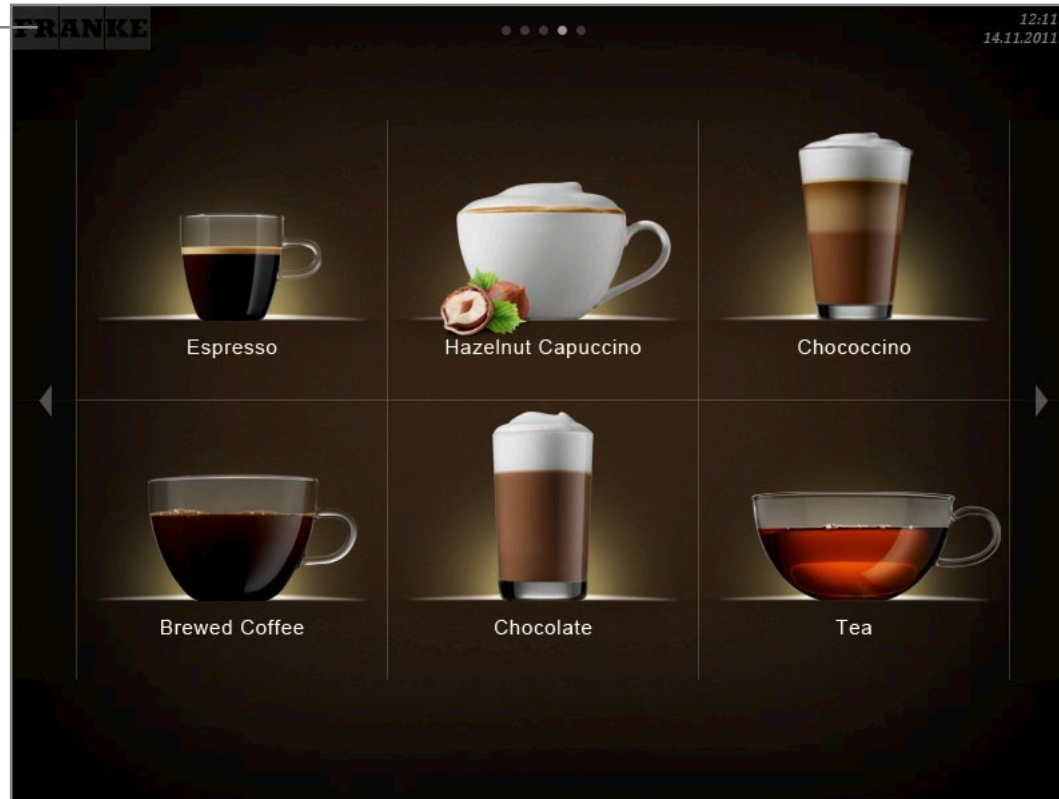 FRANKE
12:11
14.11.2011
Espresso
Hazelnut Capuccino
Chococcino
Brewed Coffee
Chocolate
Tea